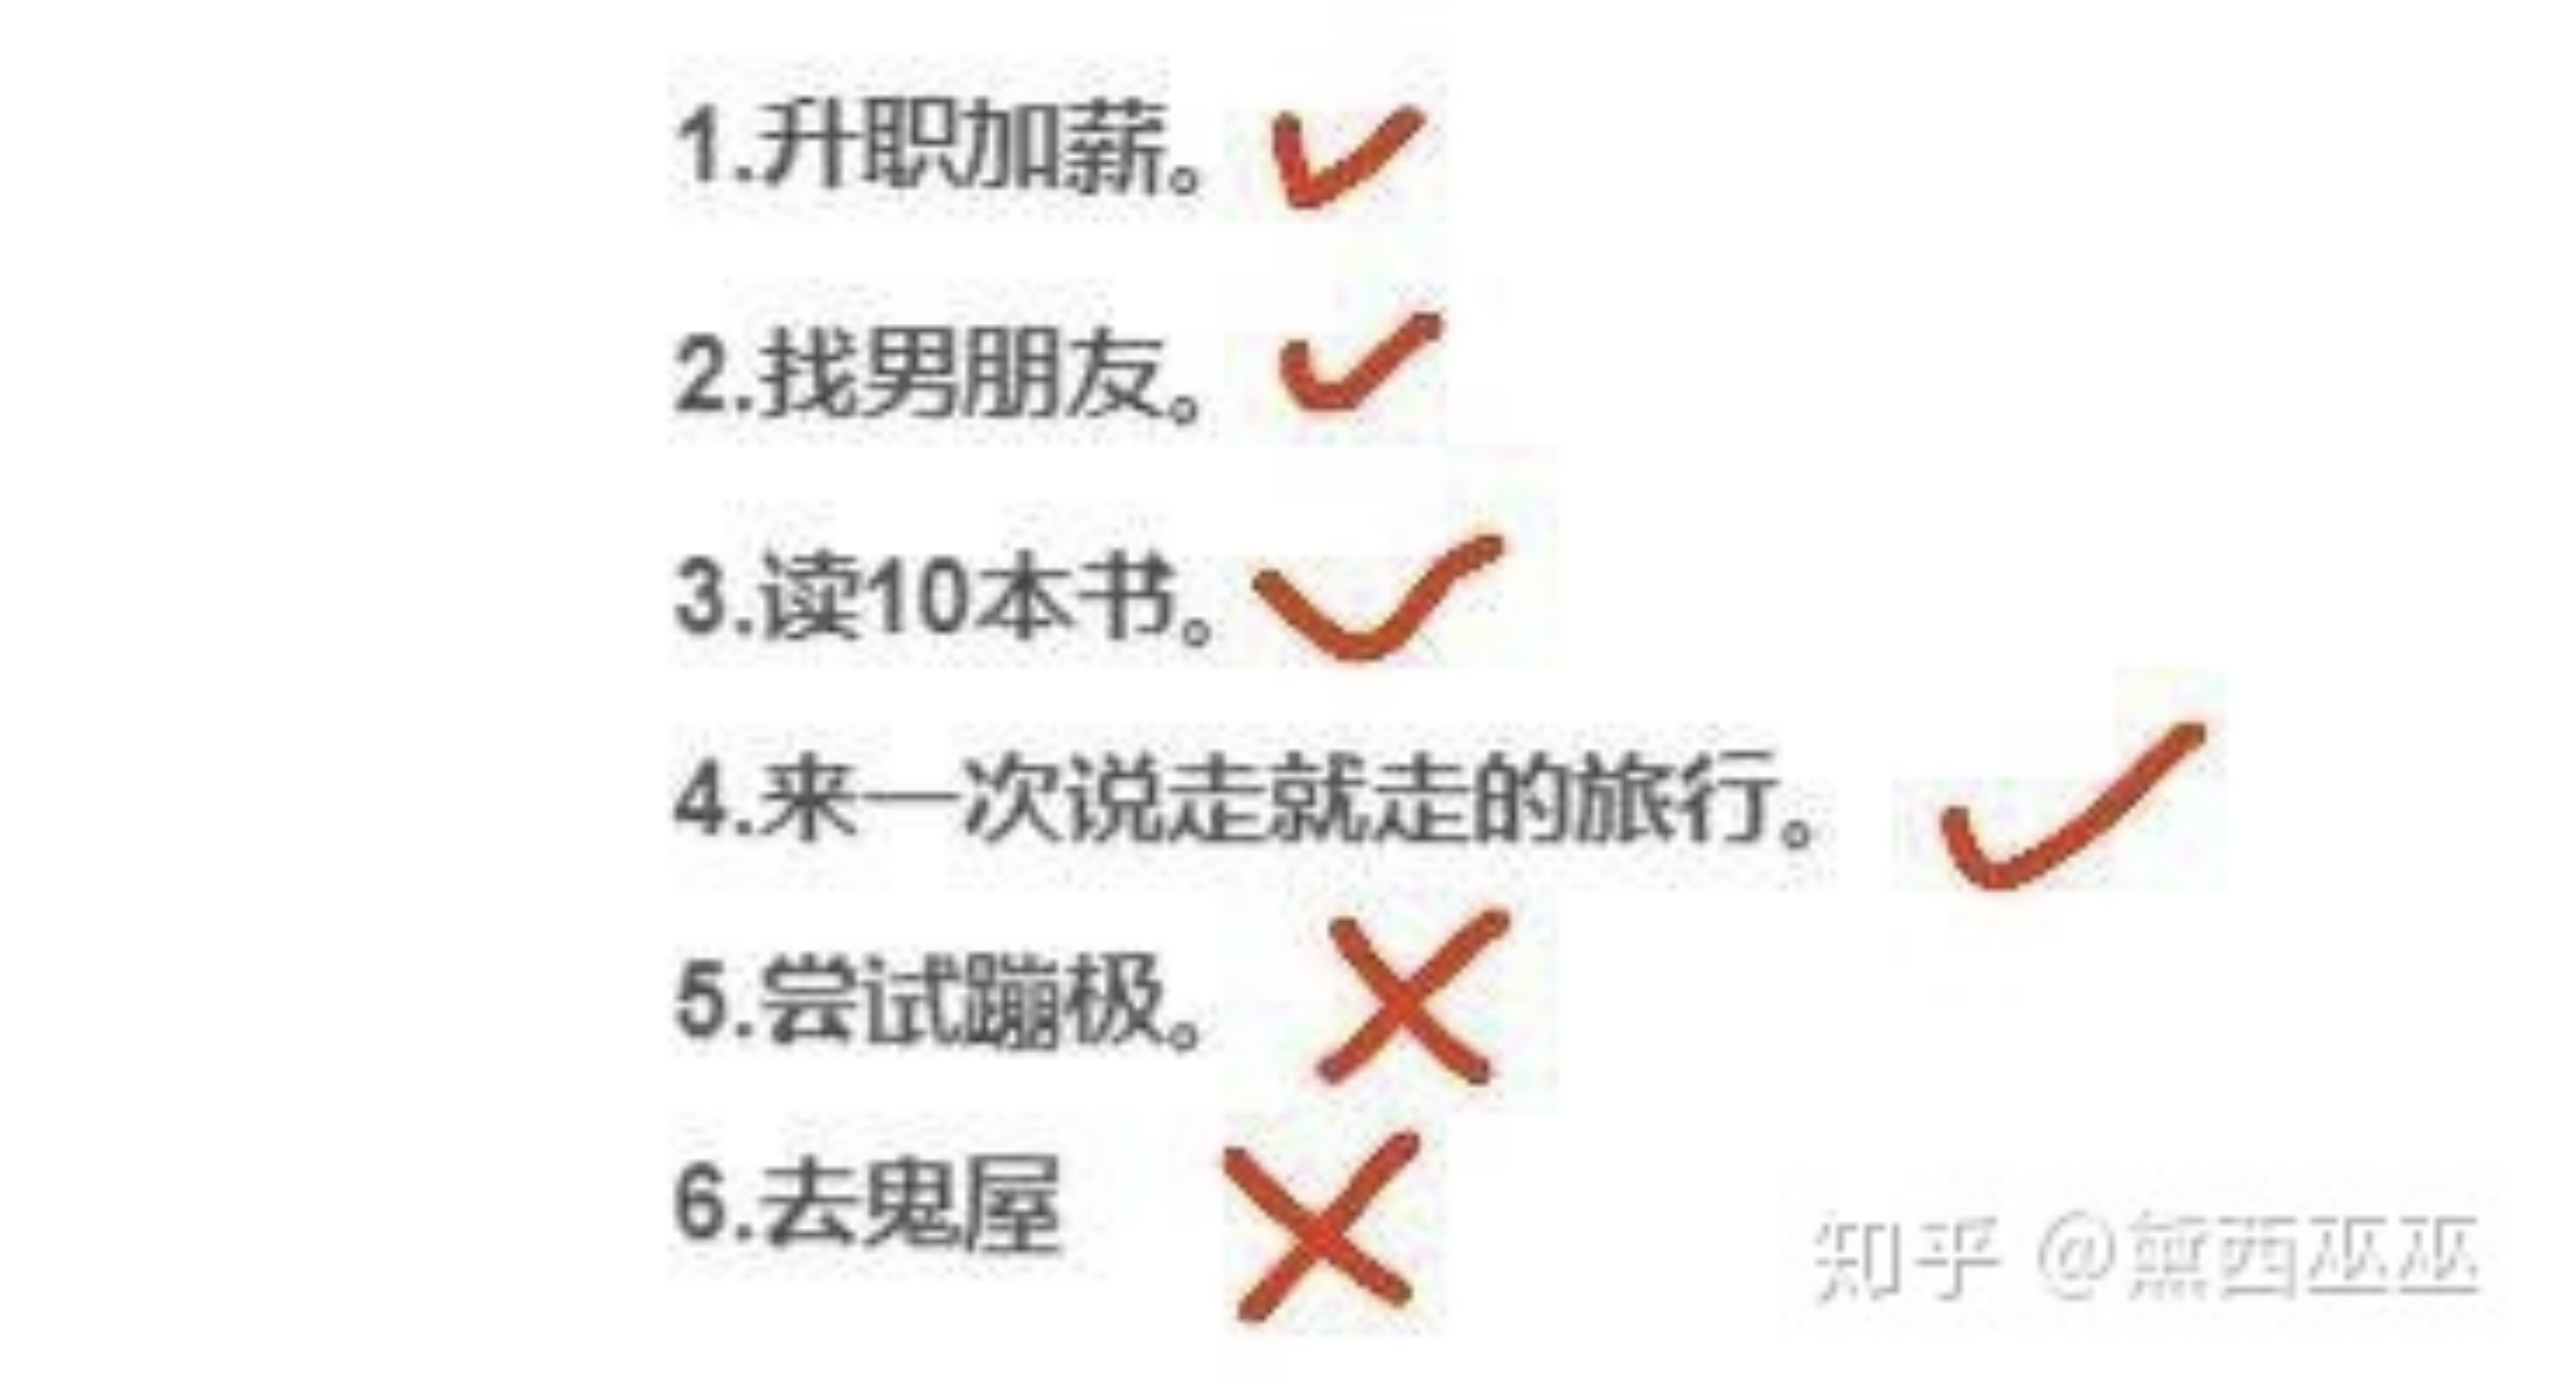 1.升职加薪。
2.找男朋友。
3.读10本书。
4.来一次说走就走的旅行。
5.尝试蹦极。
6.去鬼屋
知乎 @熊西巫巫